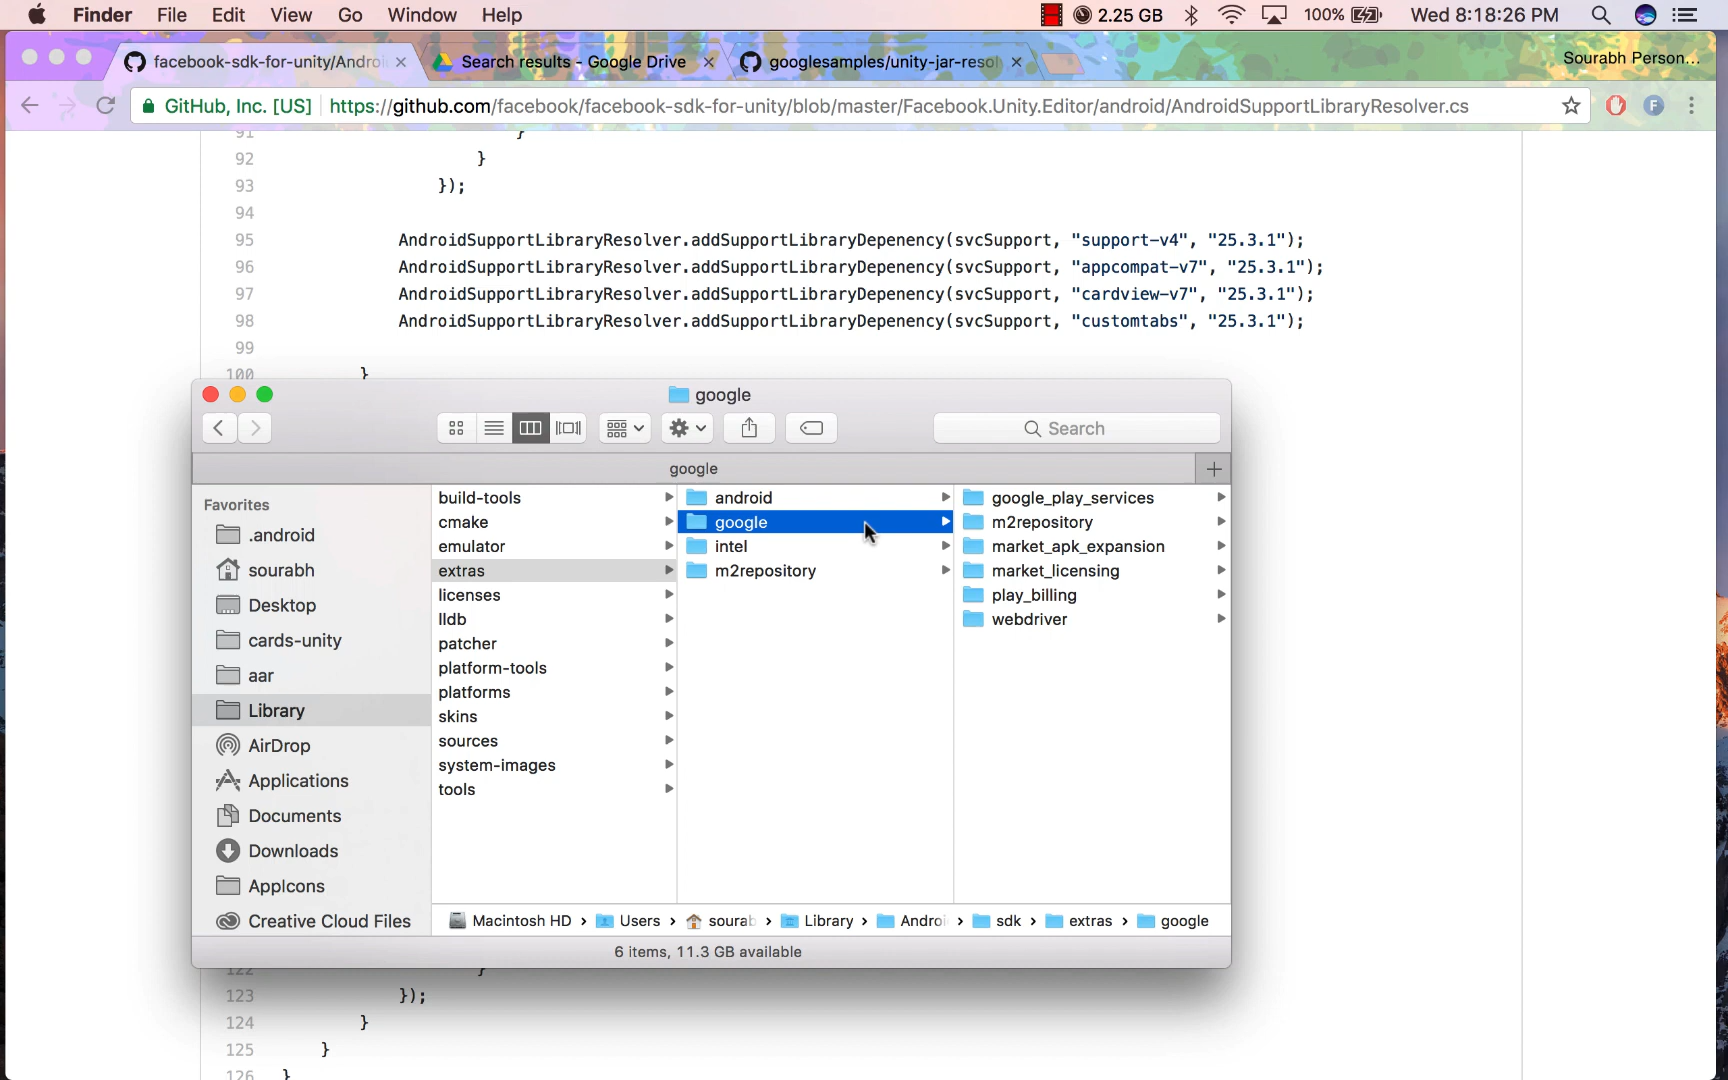 Finder File Edit View Go Window Help 2.25 GB 100% Wed 8:18:26 PM
facebook-sdk-for-unity/Androi Search results - Google Drive googlesamples/unity-jar-resol Sourabh Person...
GitHub, Inc. [US] https://github.com/facebook/facebook-sdk-for-unity/blob/master/Facebook.Unity.Editor/android/AndroidSupportLibraryResolver.cs
91 }
92 }
93 });
94
95 AndroidSupportLibraryResolver.addSupportLibraryDepenency(svcSupport, "support-v4", "25.3.1");
96 AndroidSupportLibraryResolver.addSupportLibraryDepenency(svcSupport, "appcompat-v7", "25.3.1");
97 AndroidSupportLibraryResolver.addSupportLibraryDepenency(svcSupport, "cardview-v7", "25.3.1");
98 AndroidSupportLibraryResolver.addSupportLibraryDepenency(svcSupport, "customtabs", "25.3.1");
99
100 }
google
Search
google
Favorites
.android
sourabh
Desktop
cards-unity
aar
Library
AirDrop
Applications
Documents
Downloads
AppIcons
Creative Cloud Files
build-tools
cmake
emulator
extras
licenses
lldb
patcher
platform-tools
platforms
skins
sources
system-images
tools
android
google
intel
m2repository
google_play_services
m2repository
market_apk_expansion
market_licensing
play_billing
webdriver
Macintosh HD › Users › sourab › Library › Androi › sdk › extras › google
6 items, 11.3 GB available
122 }
123 });
124 }
125 }
126 }